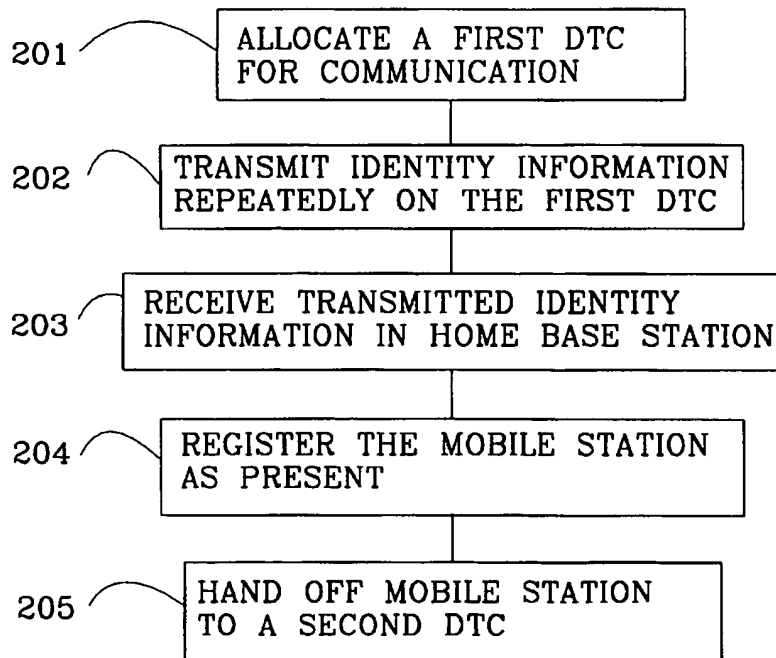 201
ALLOCATE A FIRST DTC
FOR COMMUNICATION
202
TRANSMIT IDENTITY INFORMATION
REPEATEDLY ON THE FIRST DTC
203
RECEIVE TRANSMITTED IDENTITY
INFORMATION IN HOME BASE STATION
204
REGISTER THE MOBILE STATION
AS PRESENT
205
HAND OFF MOBILE STATION
TO A SECOND DTC